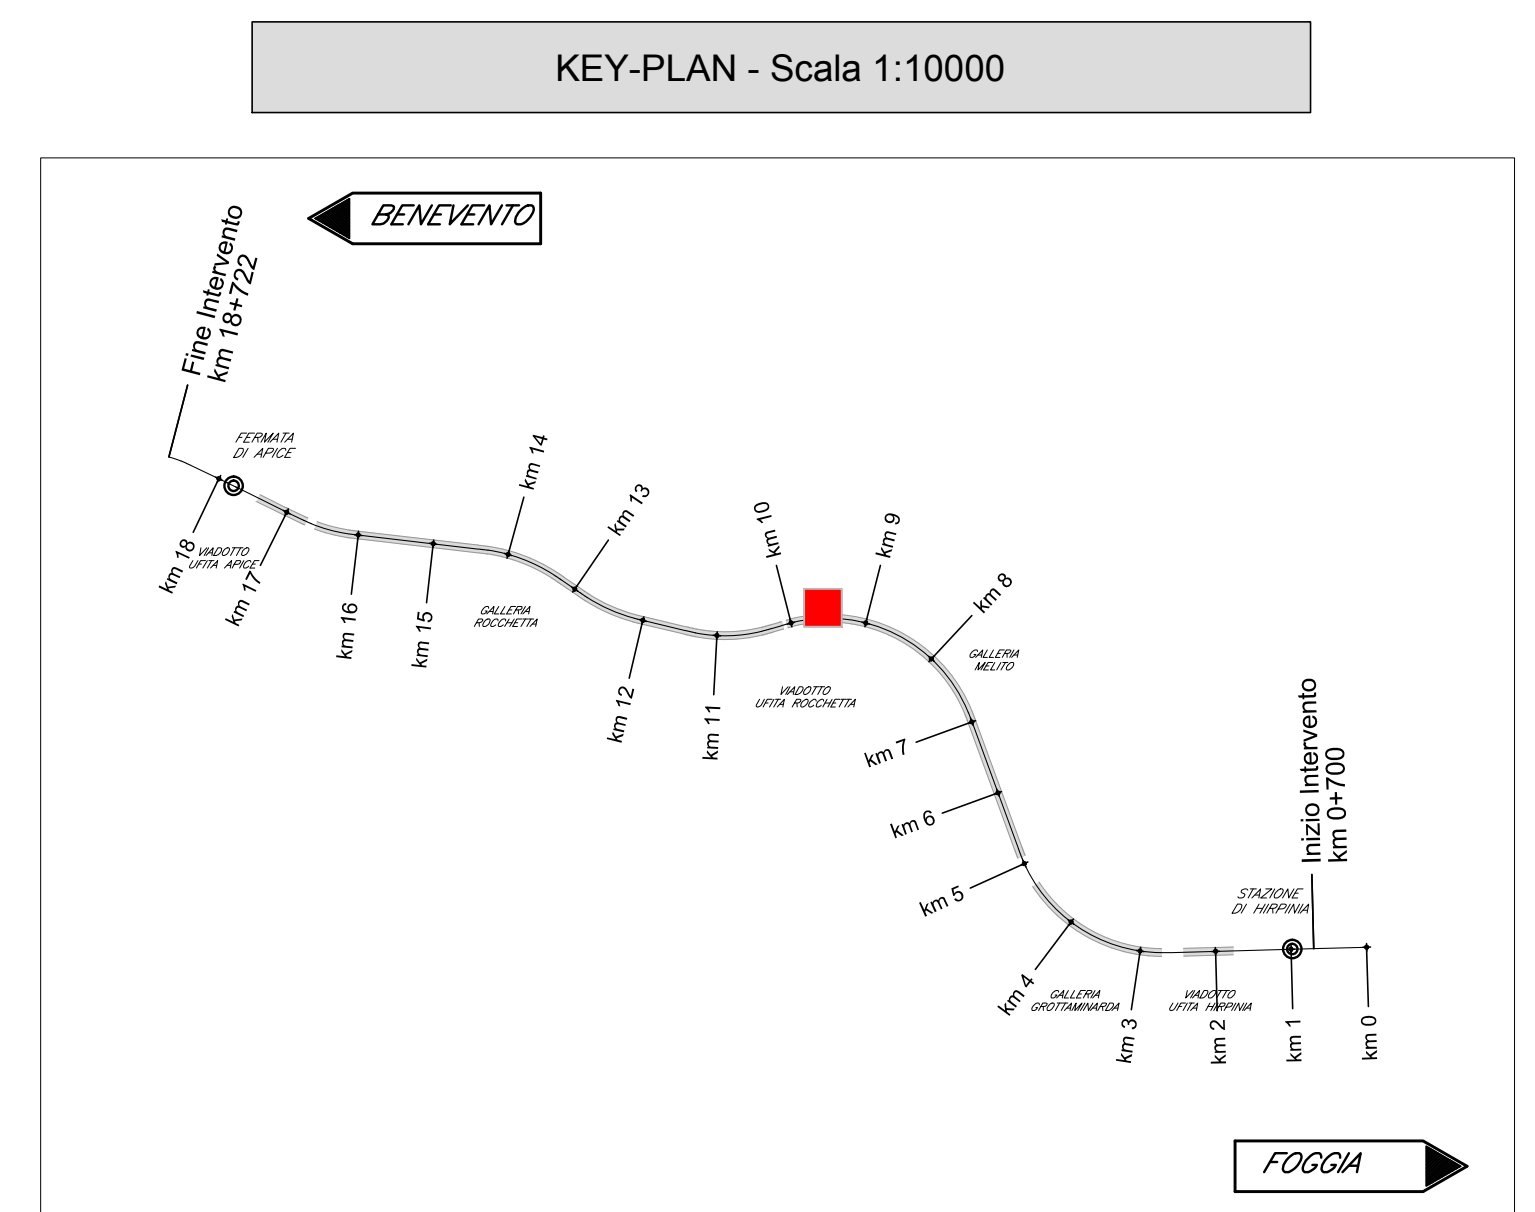 KEY-PLAN - Scala 1:10000
BENEVENTO
Fine Intervento
km 18+722
FERMATA
DI APICE
km 18
VIADOTTO
UFITA APICE
km 17
km 16
km 15
km 14
GALLERIA
ROCCHETTA
km 13
km 12
km 11
km 10
VIADOTTO
UFITA ROCCHETTA
km 9
km 8
GALLERIA
MELITO
km 7
km 6
km 5
km 4
GALLERIA
GROTTAMINARDA
km 3
VIADOTTO
UFITA HIRPINIA
km 2
STAZIONE
DI HIRPINIA
km 1
Inizio Intervento
km 0+700
km 0
FOGGIA